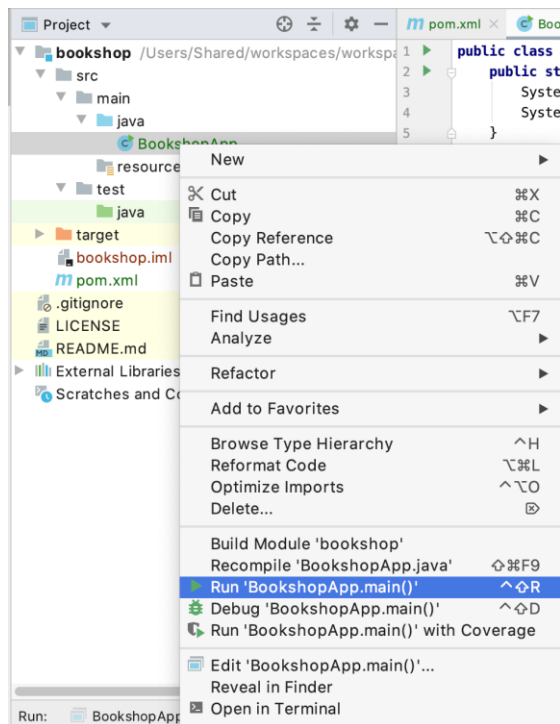 Project
pom.xml
Boo
bookshop /Users/Shared/workspaces/workspa
src
main
java
BookshopApp
resource
test
java
target
bookshop.iml
pom.xml
.gitignore
LICENSE
README.md
External Libraries
Scratches and Co
1 public class
2 public st
3 Syste
4 Syste
5 }
New
Cut ⌘X
Copy ⌘C
Copy Reference ⌥⇧⌘C
Copy Path...
Paste ⌘V
Find Usages ⌥F7
Analyze
Refactor
Add to Favorites
Browse Type Hierarchy ^H
Reformat Code ⌥⌘L
Optimize Imports ^⌥O
Delete... ⌦
Build Module 'bookshop'
Recompile 'BookshopApp.java' ⇧⌘F9
Run 'BookshopApp.main()' ^⇧R
Debug 'BookshopApp.main()' ^⇧D
Run 'BookshopApp.main()' with Coverage
Edit 'BookshopApp.main()'...
Reveal in Finder
Open in Terminal
Run: BookshopApp